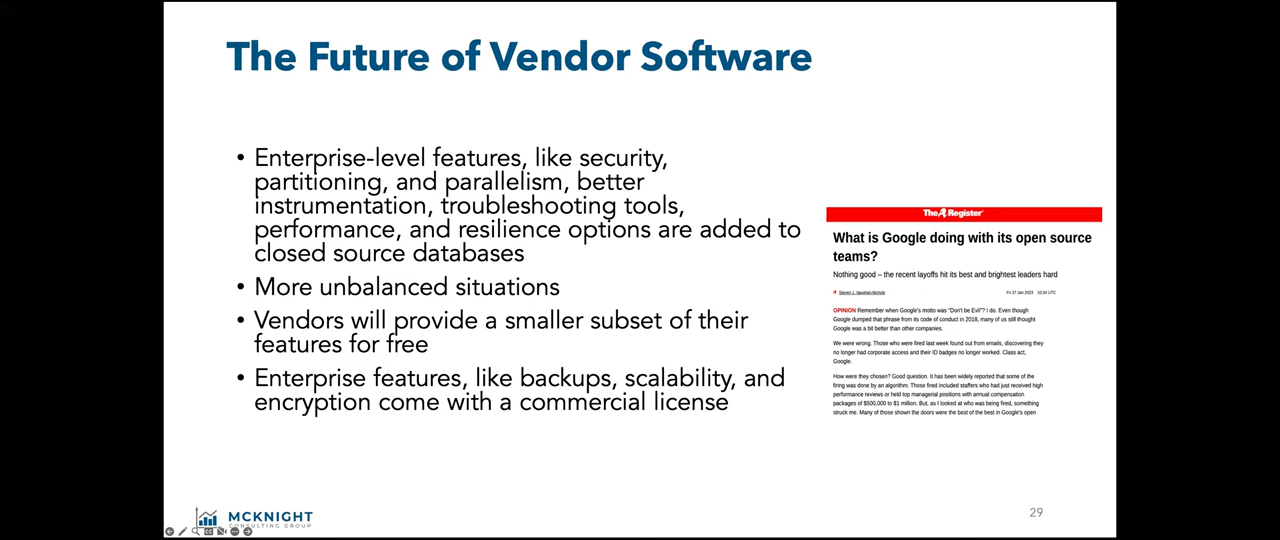 The Future of Vendor Software
• Enterprise-level features, like security,
partitioning, and parallelism, better
instrumentation, troubleshooting tools,
performance, and resilience options are added to
closed source databases
• More unbalanced situations
• Vendors will provide a smaller subset of their
features for free
• Enterprise features, like backups, scalability, and
encryption come with a commercial license
The Register
What is Google doing with its open source
teams?
Nothing good – the recent layoffs hit its best and brightest leaders hard
Steven J. Vaughan-Nichols
Fri 27 Jan 2023 10:34 UTC
OPINION Remember when Google's motto was "Don't be Evil"? I do. Even though
Google dumped that phrase from its code of conduct in 2018, many of us still thought
Google was a bit better than other companies.
We were wrong. Those who were fired last week found out from emails, discovering they
no longer had corporate access and their ID badges no longer worked. Class act,
Google.
How were they chosen? Good question. It has been widely reported that some of the
firing was done by an algorithm. Those fired included staffers who had just received high
performance reviews or held top managerial positions with annual compensation
packages of $500,000 to $1 million. But, as I looked at who was being fired, something
struck me. Many of those shown the doors were the best of the best in Google's open
MCKNIGHT
CONSULTING GROUP
29